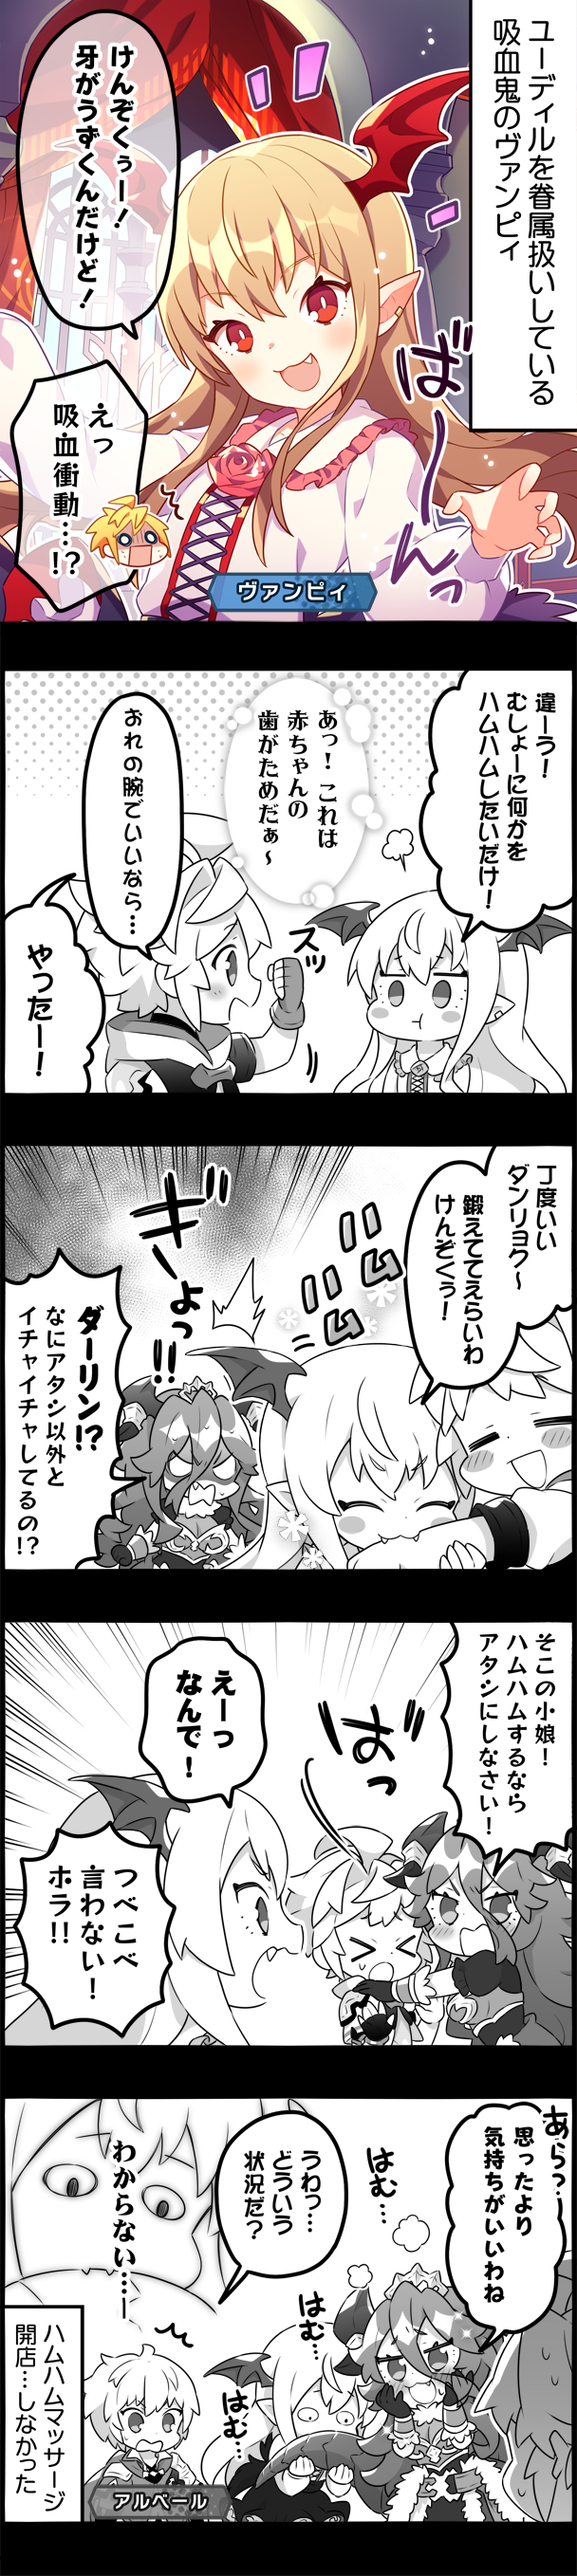 ユーディルを眷属扱いしている
吸血鬼のヴァンピィ
けんぞくぅー！
牙がうずくんだけど！
ばーんっ
えっ
吸血衝動…!?
ヴァンピィ
違ーう！
むしょーに何かを
ハムハムしたいだけ！
あっ！これは
赤ちゃんの
歯がためだぁ～
おれの腕でいいなら…
スッ
やったー！
丁度いい
ダンリョク～
鍛えててえらいわ
けんぞくぅ！
ハム
ハム
ぎょっ!!
ダーリン!?
なにアタシ以外と
イチャイチャしてるの!?
そこの小娘！
ハムハムするなら
アタシにしなさい！
ばっ
えーっ
なんで！
つべこべ
言わない！
ホラ!!
あら？
思ったより
気持ちがいいわね
はむ…
はむ…
はむ…
うわっ…
どういう
状況だ？
わからない…
アルベール
ハムハムマッサージ
開店…しなかった